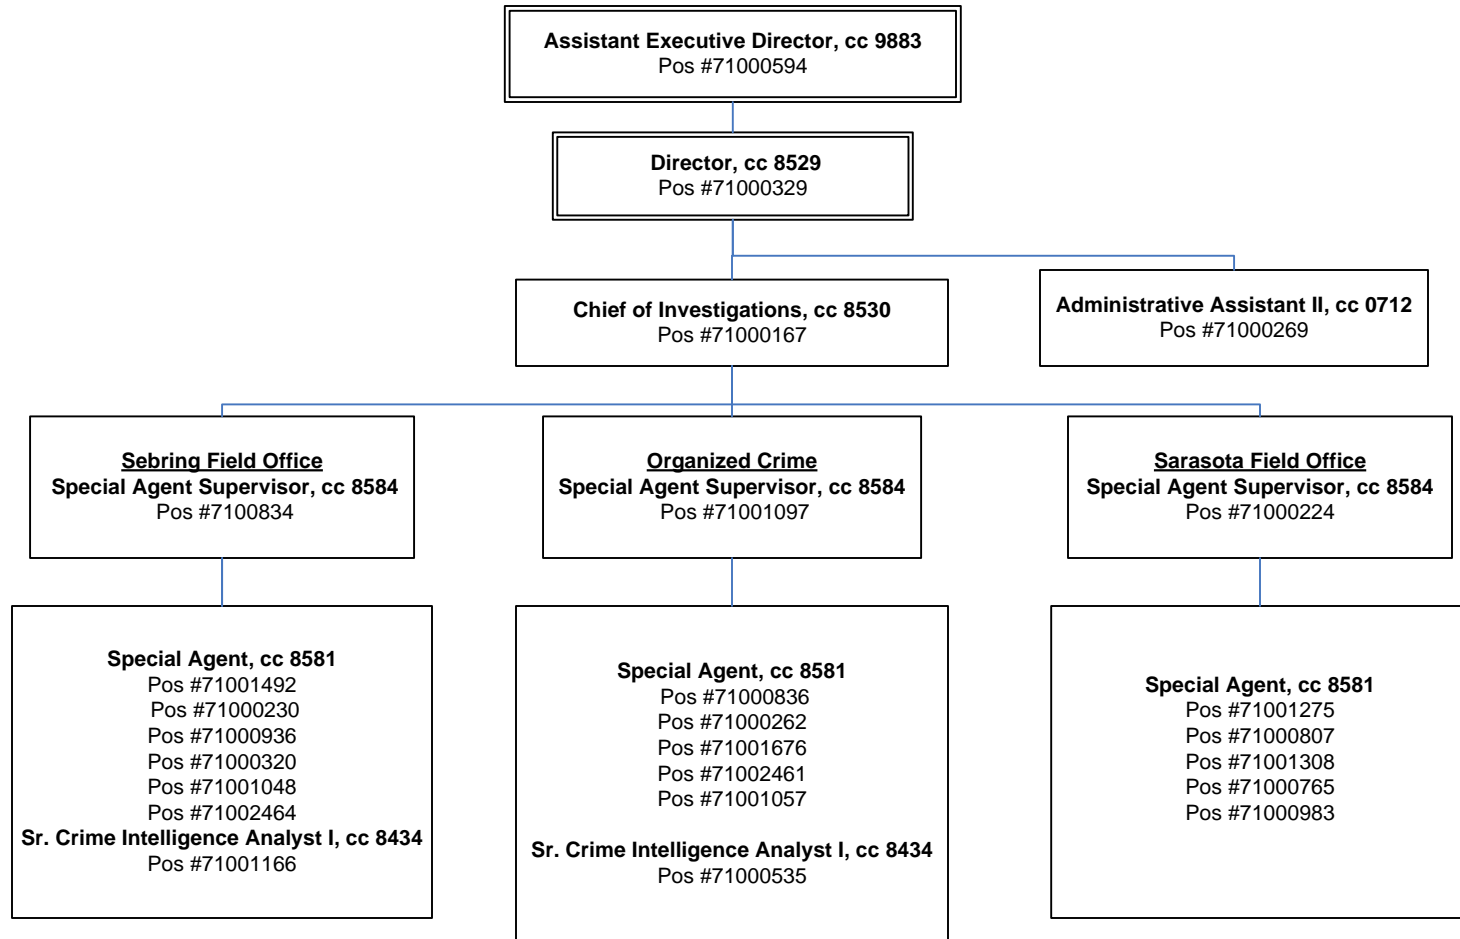 Assistant Executive Director, cc 9883
Pos #71000594
Director, cc 8529
Pos #71000329
Chief of Investigations, cc 8530
Pos #71000167
Administrative Assistant II, cc 0712
Pos #71000269
Sebring Field Office
Special Agent Supervisor, cc 8584
Pos #7100834
Organized Crime
Special Agent Supervisor, cc 8584
Pos #71001097
Sarasota Field Office
Special Agent Supervisor, cc 8584
Pos #71000224
Special Agent, cc 8581
Pos #71001492
Pos #71000230
Pos #71000936
Pos #71000320
Pos #71001048
Pos #71002464
Sr. Crime Intelligence Analyst I, cc 8434
Pos #71001166
Special Agent, cc 8581
Pos #71000836
Pos #71000262
Pos #71001676
Pos #71002461
Pos #71001057
Sr. Crime Intelligence Analyst I, cc 8434
Pos #71000535
Special Agent, cc 8581
Pos #71001275
Pos #71000807
Pos #71001308
Pos #71000765
Pos #71000983